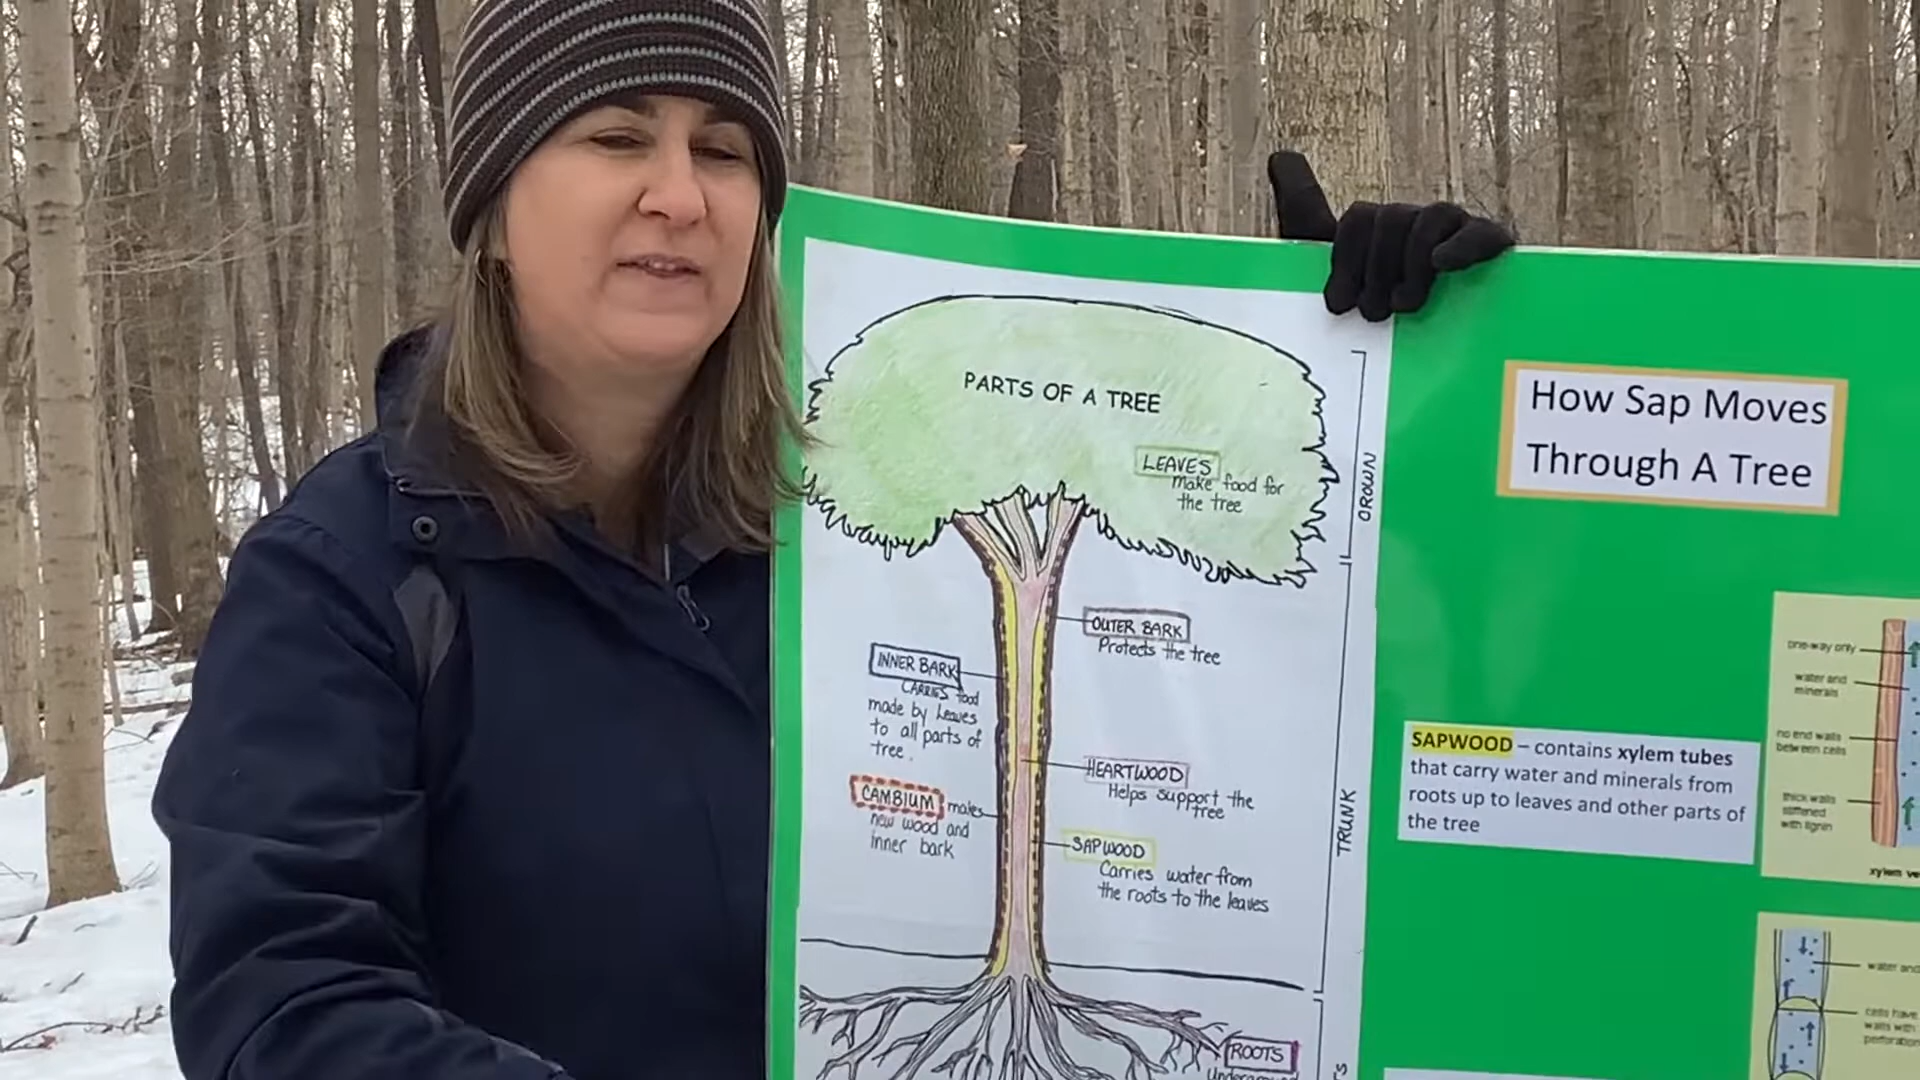 PARTS OF A TREE
LEAVES
Make food for
the tree
CROWN
OUTER BARK
Protects the tree
INNER BARK
CARRIES food
made by Leaves
to all parts of
tree.
HEARTWOOD
Helps support the
tree
CAMBIUM makes
new wood and
inner bark
SAPWOOD
Carries water from
the roots to the leaves
TRUNK
ROOTS
How Sap Moves
Through A Tree
SAPWOOD – contains xylem tubes
that carry water and minerals from
roots up to leaves and other parts of
the tree
one-way only
water and
minerals
no end walls
between cells
thick walls
stiffened
with lignin
xylem ve
water and
cells have
walls with
perforation